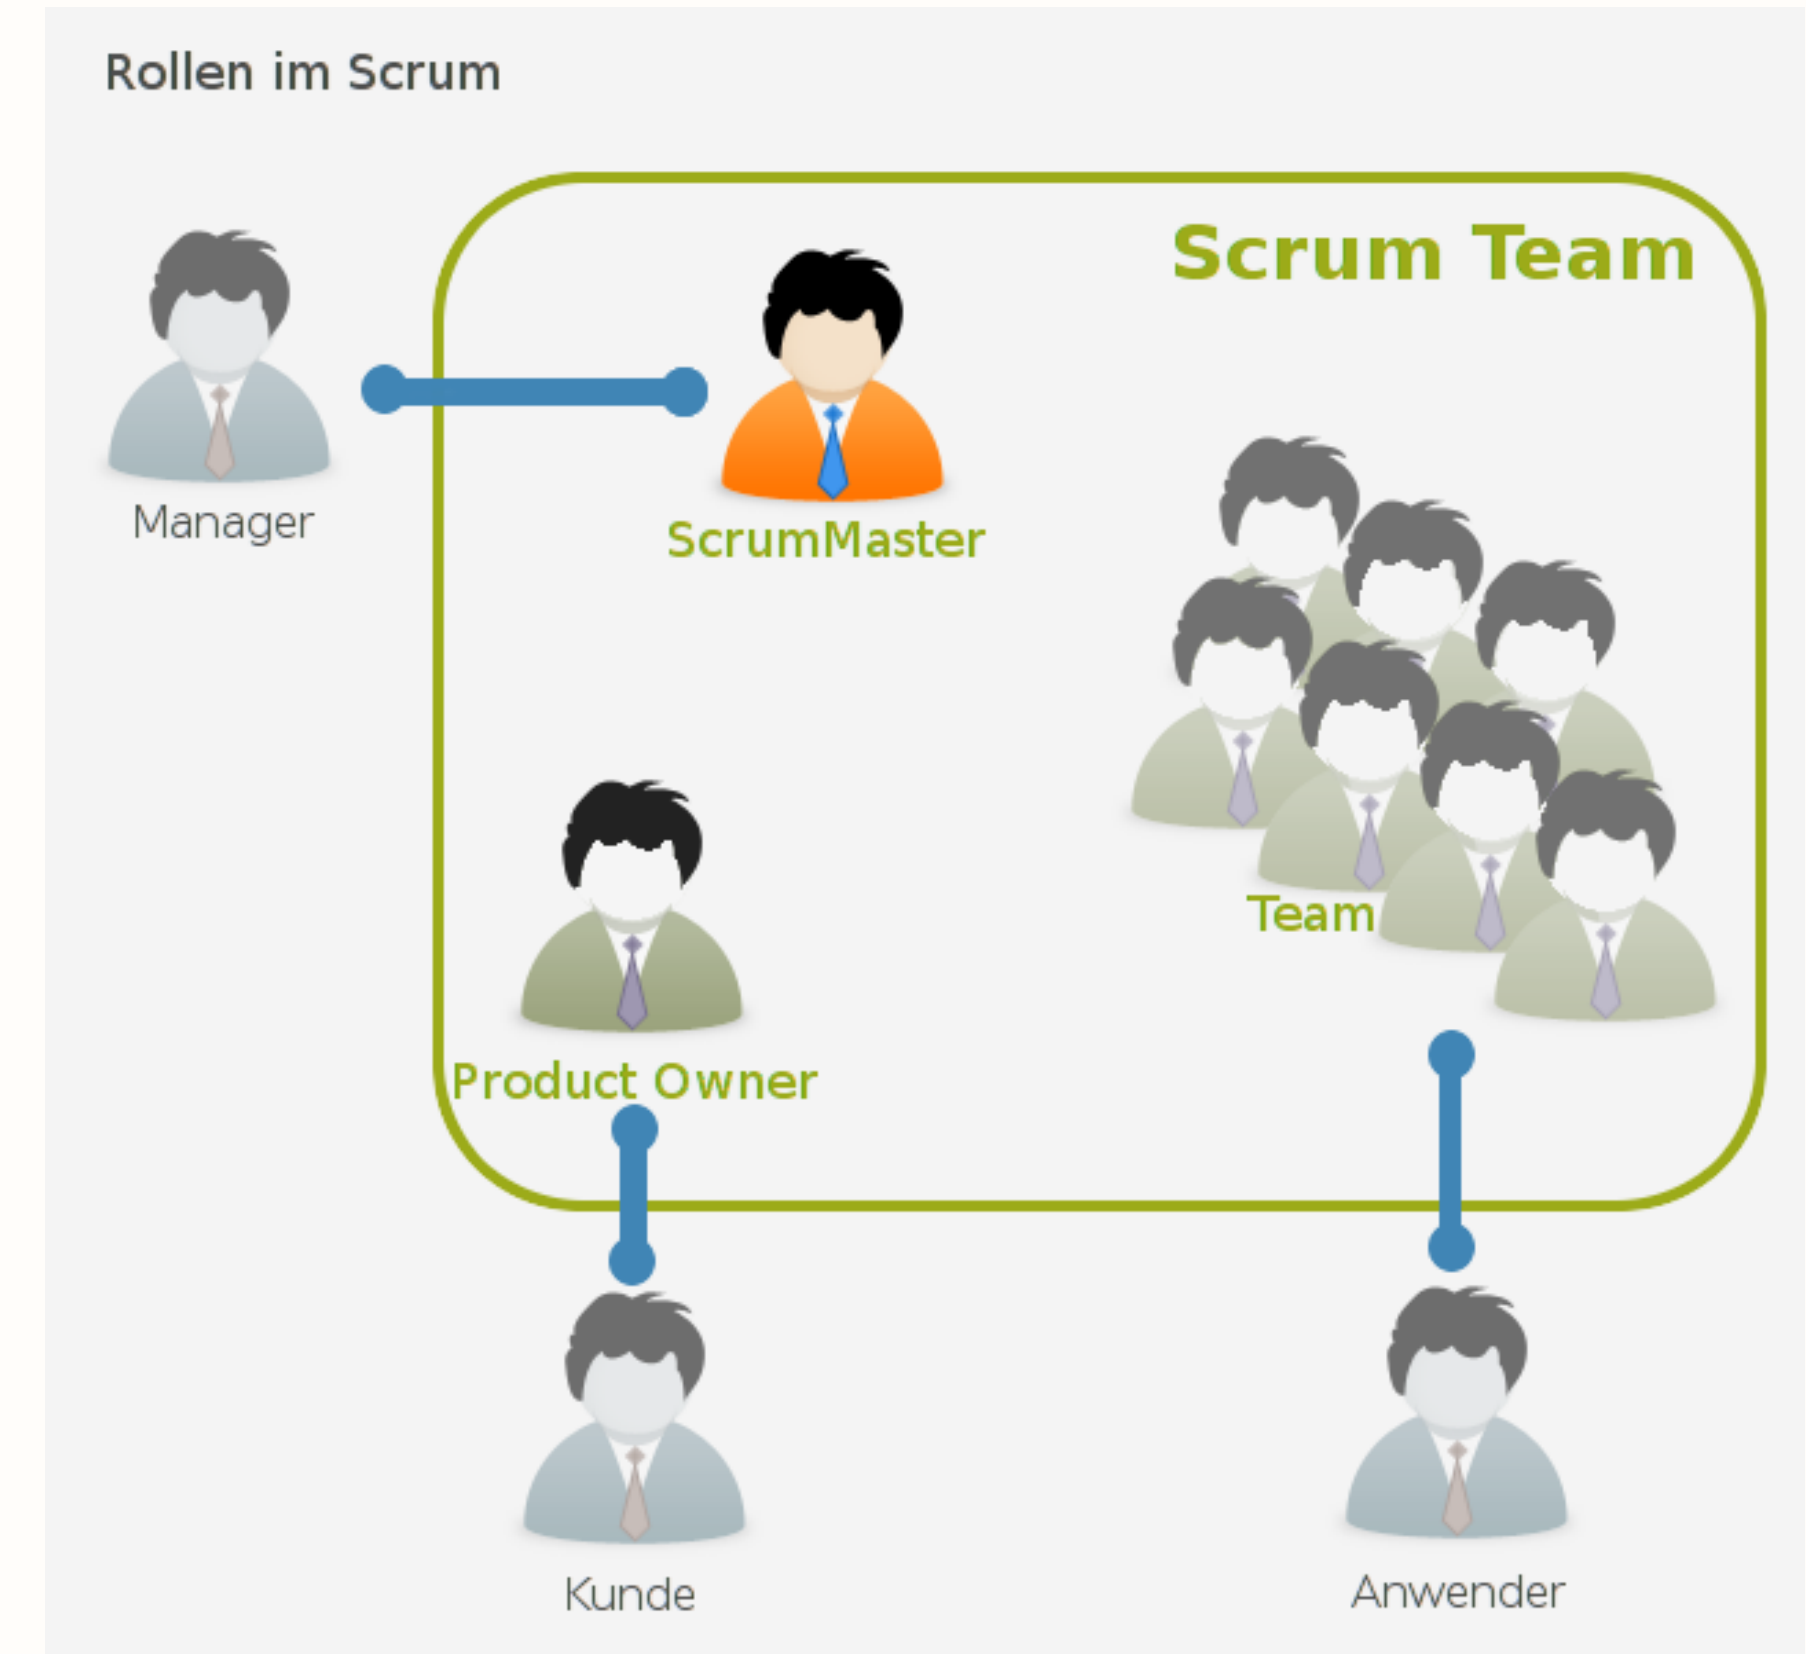 Rollen im Scrum
Scrum Team
Manager
ScrumMaster
Team
Product Owner
Kunde
Anwender